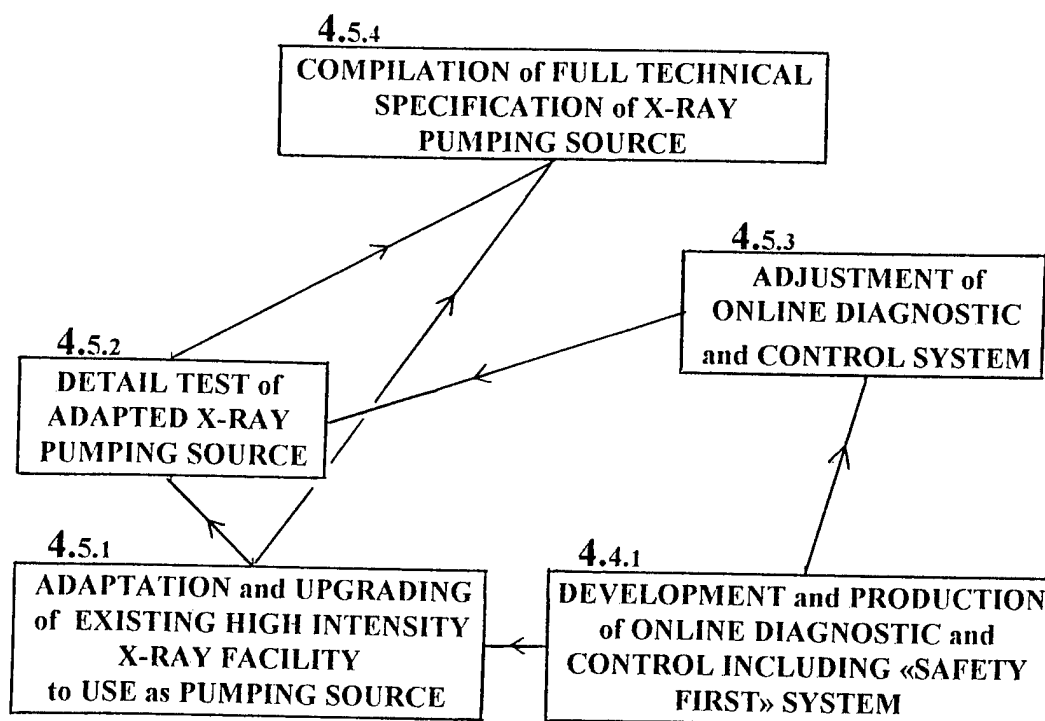 4.5.4
COMPILATION of FULL TECHNICAL
SPECIFICATION of X-RAY
PUMPING SOURCE
4.5.3
ADJUSTMENT of
ONLINE DIAGNOSTIC
and CONTROL SYSTEM
4.5.2
DETAIL TEST of
ADAPTED X-RAY
PUMPING SOURCE
4.5.1
ADAPTATION and UPGRADING
of EXISTING HIGH INTENSITY
X-RAY FACILITY
to USE as PUMPING SOURCE
4.4.1
DEVELOPMENT and PRODUCTION
of ONLINE DIAGNOSTIC and
CONTROL INCLUDING «SAFETY
FIRST» SYSTEM